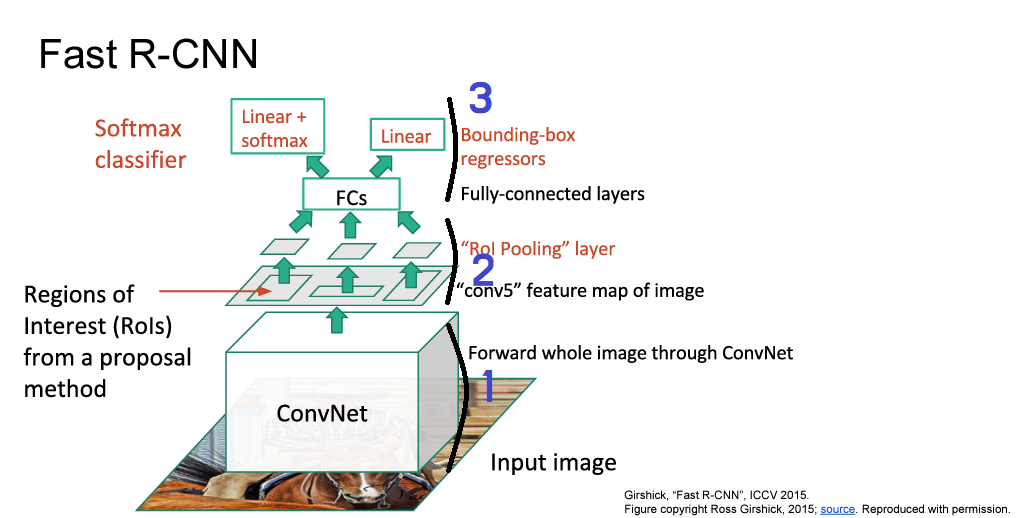 Fast R-CNN
3
Softmax
classifier
Linear +
softmax
Linear
Bounding-box
regressors
FCs
Fully-connected layers
"RoI Pooling" layer
2
"conv5" feature map of image
Regions of
Interest (RoIs)
from a proposal
method
Forward whole image through ConvNet
1
ConvNet
Input image
Girshick, "Fast R-CNN", ICCV 2015.
Figure copyright Ross Girshick, 2015; source. Reproduced with permission.